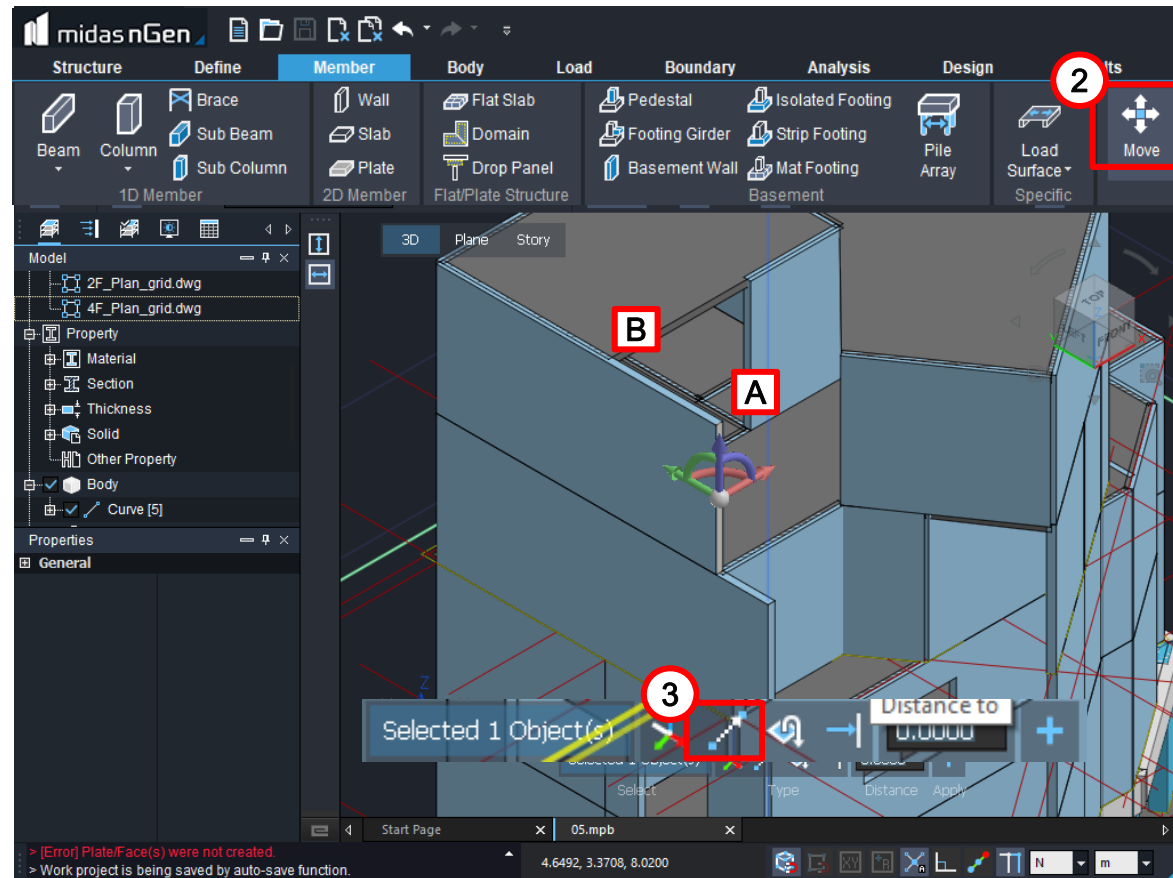 midas nGen
Structure Define Member Body Load Boundary Analysis Design lts
2
Beam
Column
Brace
Sub Beam
Sub Column
1D Member
Wall
Slab
Plate
2D Member
Flat Slab
Domain
Drop Panel
Flat/Plate Structure
Pedestal
Footing Girder
Basement Wall
Isolated Footing
Strip Footing
Mat Footing
Pile
Array
Basement
Load
Surface
Specific
Move
Model
2F_Plan_grid.dwg
4F_Plan_grid.dwg
Property
Material
Section
Thickness
Solid
Other Property
Body
Curve [5]
Properties
General
3D Plane Story
TOP
LEFT
FRONT
X
Z
B
A
Z
3
Distance to
Selected 1 Object(s) 0.0000
Select Type Distance Apply
Start Page X 05.mpb X
> [Error] Plate/Face(s) were not created.
> Work project is being saved by auto-save function.
4.6492, 3.3708, 8.0200
N m